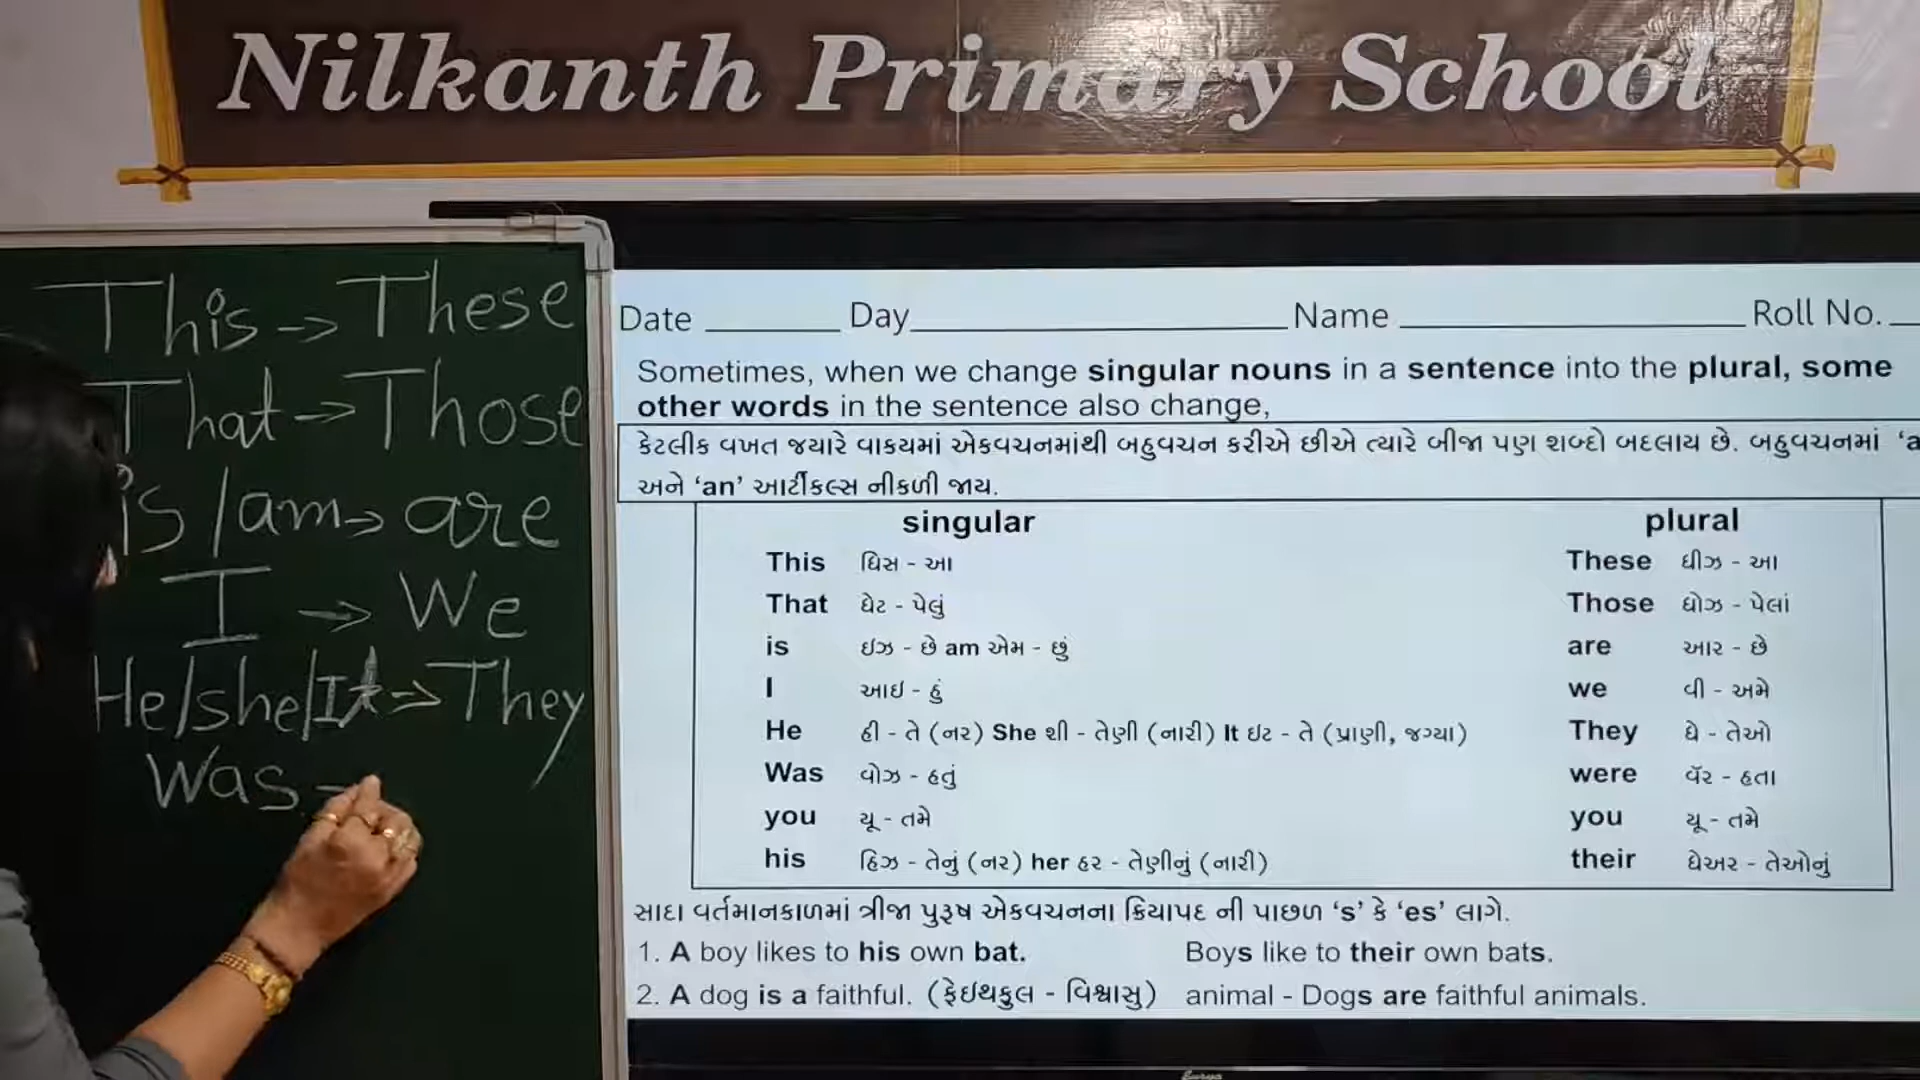 Nilkanth Primary School
This -> These
That -> Those
is / am -> are
I -> We
He/she/It -> They
Was -
Date ________ Day______________________ Name ____________________ Roll No. __
Sometimes, when we change singular nouns in a sentence into the plural, some
other words in the sentence also change,
કેટલીક વખત જયારે વાકયમાં એકવચનમાંથી બહુવચન કરીએ છીએ ત્યારે બીજા પણ શબ્દો બદલાય છે. બહુવચનમાં ‘a
અને ‘an’ આર્ટીકલ્સ નીકળી જાય.
singular plural
This ધિસ - આ These ધીઝ - આ
That ધેટ - પેલું Those ધોઝ - પેલાં
is ઇઝ - છે am એમ - છું are આર - છે
I આઇ - હું we વી - અમે
He હી - તે (નર) She શી - તેણી (નારી) It ઇટ - તે (પ્રાણી, જગ્યા) They ધે - તેઓ
Was વોઝ - હતું were વૅર - હતા
you યૂ - તમે you યૂ - તમે
his હિઝ - તેનું (નર) her હર - તેણીનું (નારી) their ધેઅર - તેઓનું
સાદા વર્તમાનકાળમાં ત્રીજા પુરૂષ એકવચનના ક્રિયાપદ ની પાછળ ‘s’ કે ‘es’ લાગે.
1. A boy likes to his own bat. Boys like to their own bats.
2. A dog is a faithful. (ફેઇથફુલ - વિશ્વાસુ) animal - Dogs are faithful animals.